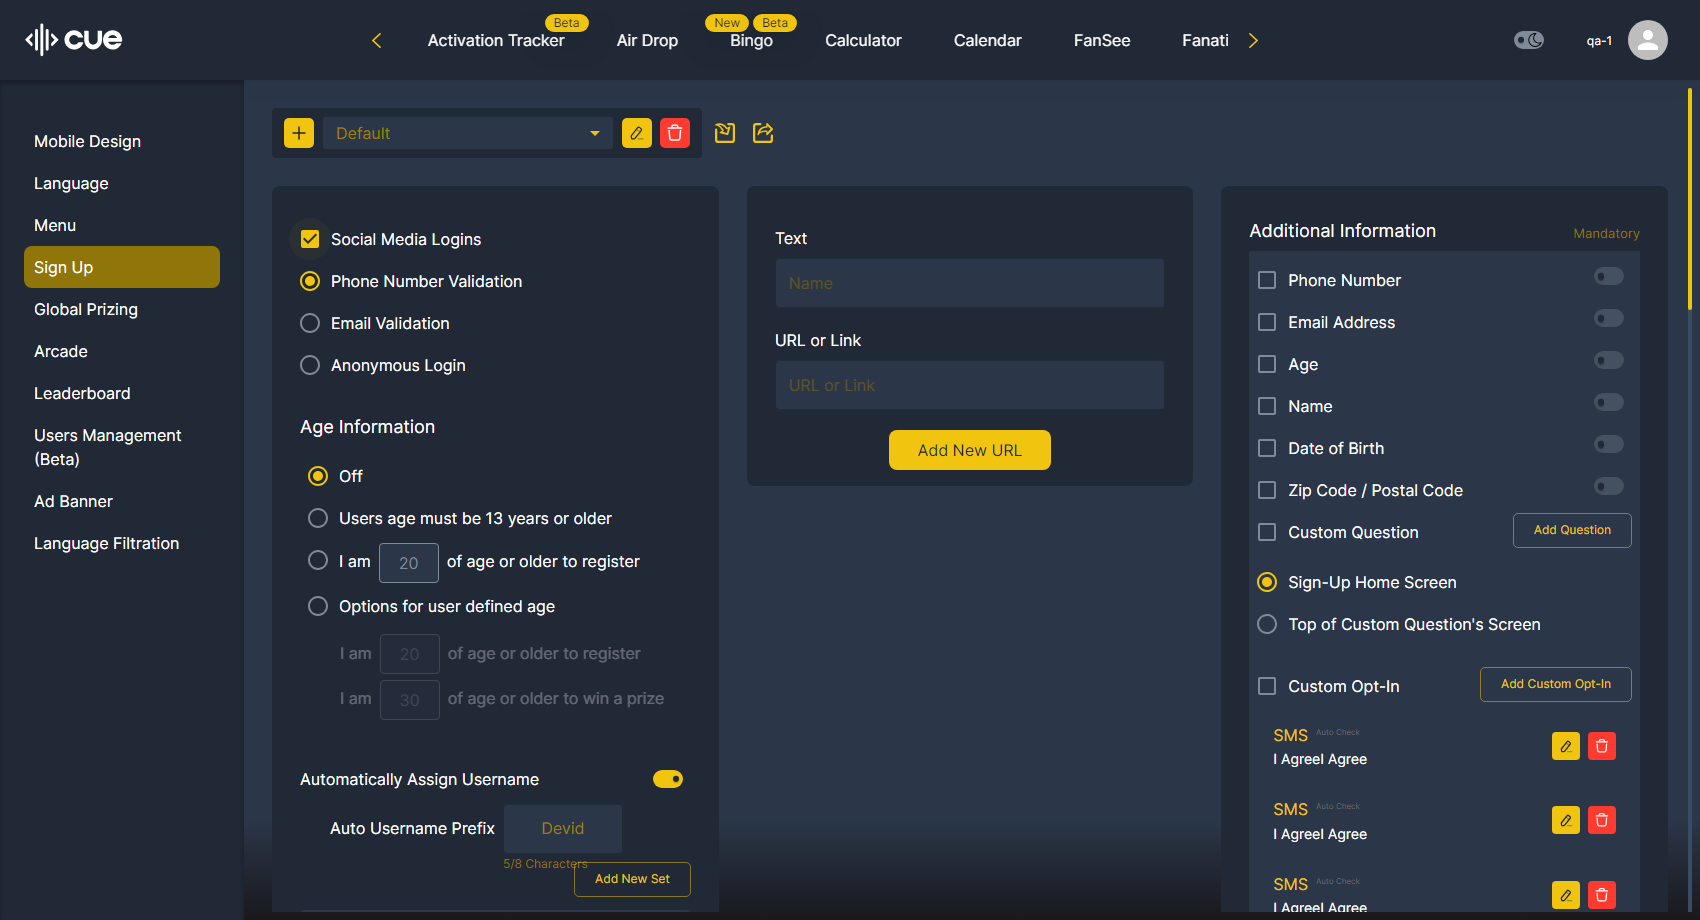 cue
Activation Tracker
Beta
Air Drop
Bingo
New
Beta
Calculator
Calendar
FanSee
Fanati
qa-1
Mobile Design
Language
Menu
Sign Up
Global Prizing
Arcade
Leaderboard
Users Management
(Beta)
Ad Banner
Language Filtration
Default
Social Media Logins
Phone Number Validation
Email Validation
Anonymous Login
Age Information
Off
Users age must be 13 years or older
I am 20 of age or older to register
Options for user defined age
I am 20 of age or older to register
I am 30 of age or older to win a prize
Automatically Assign Username
Auto Username Prefix Devid
5/8 Characters
Add New Set
Text
Name
URL or Link
URL or Link
Add New URL
Additional Information Mandatory
Phone Number
Email Address
Age
Name
Date of Birth
Zip Code / Postal Code
Custom Question Add Question
Sign-Up Home Screen
Top of Custom Question's Screen
Custom Opt-In Add Custom Opt-In
SMS Auto Check
I AgreeI Agree
SMS Auto Check
I AgreeI Agree
SMS Auto Check
I AgreeI Agree